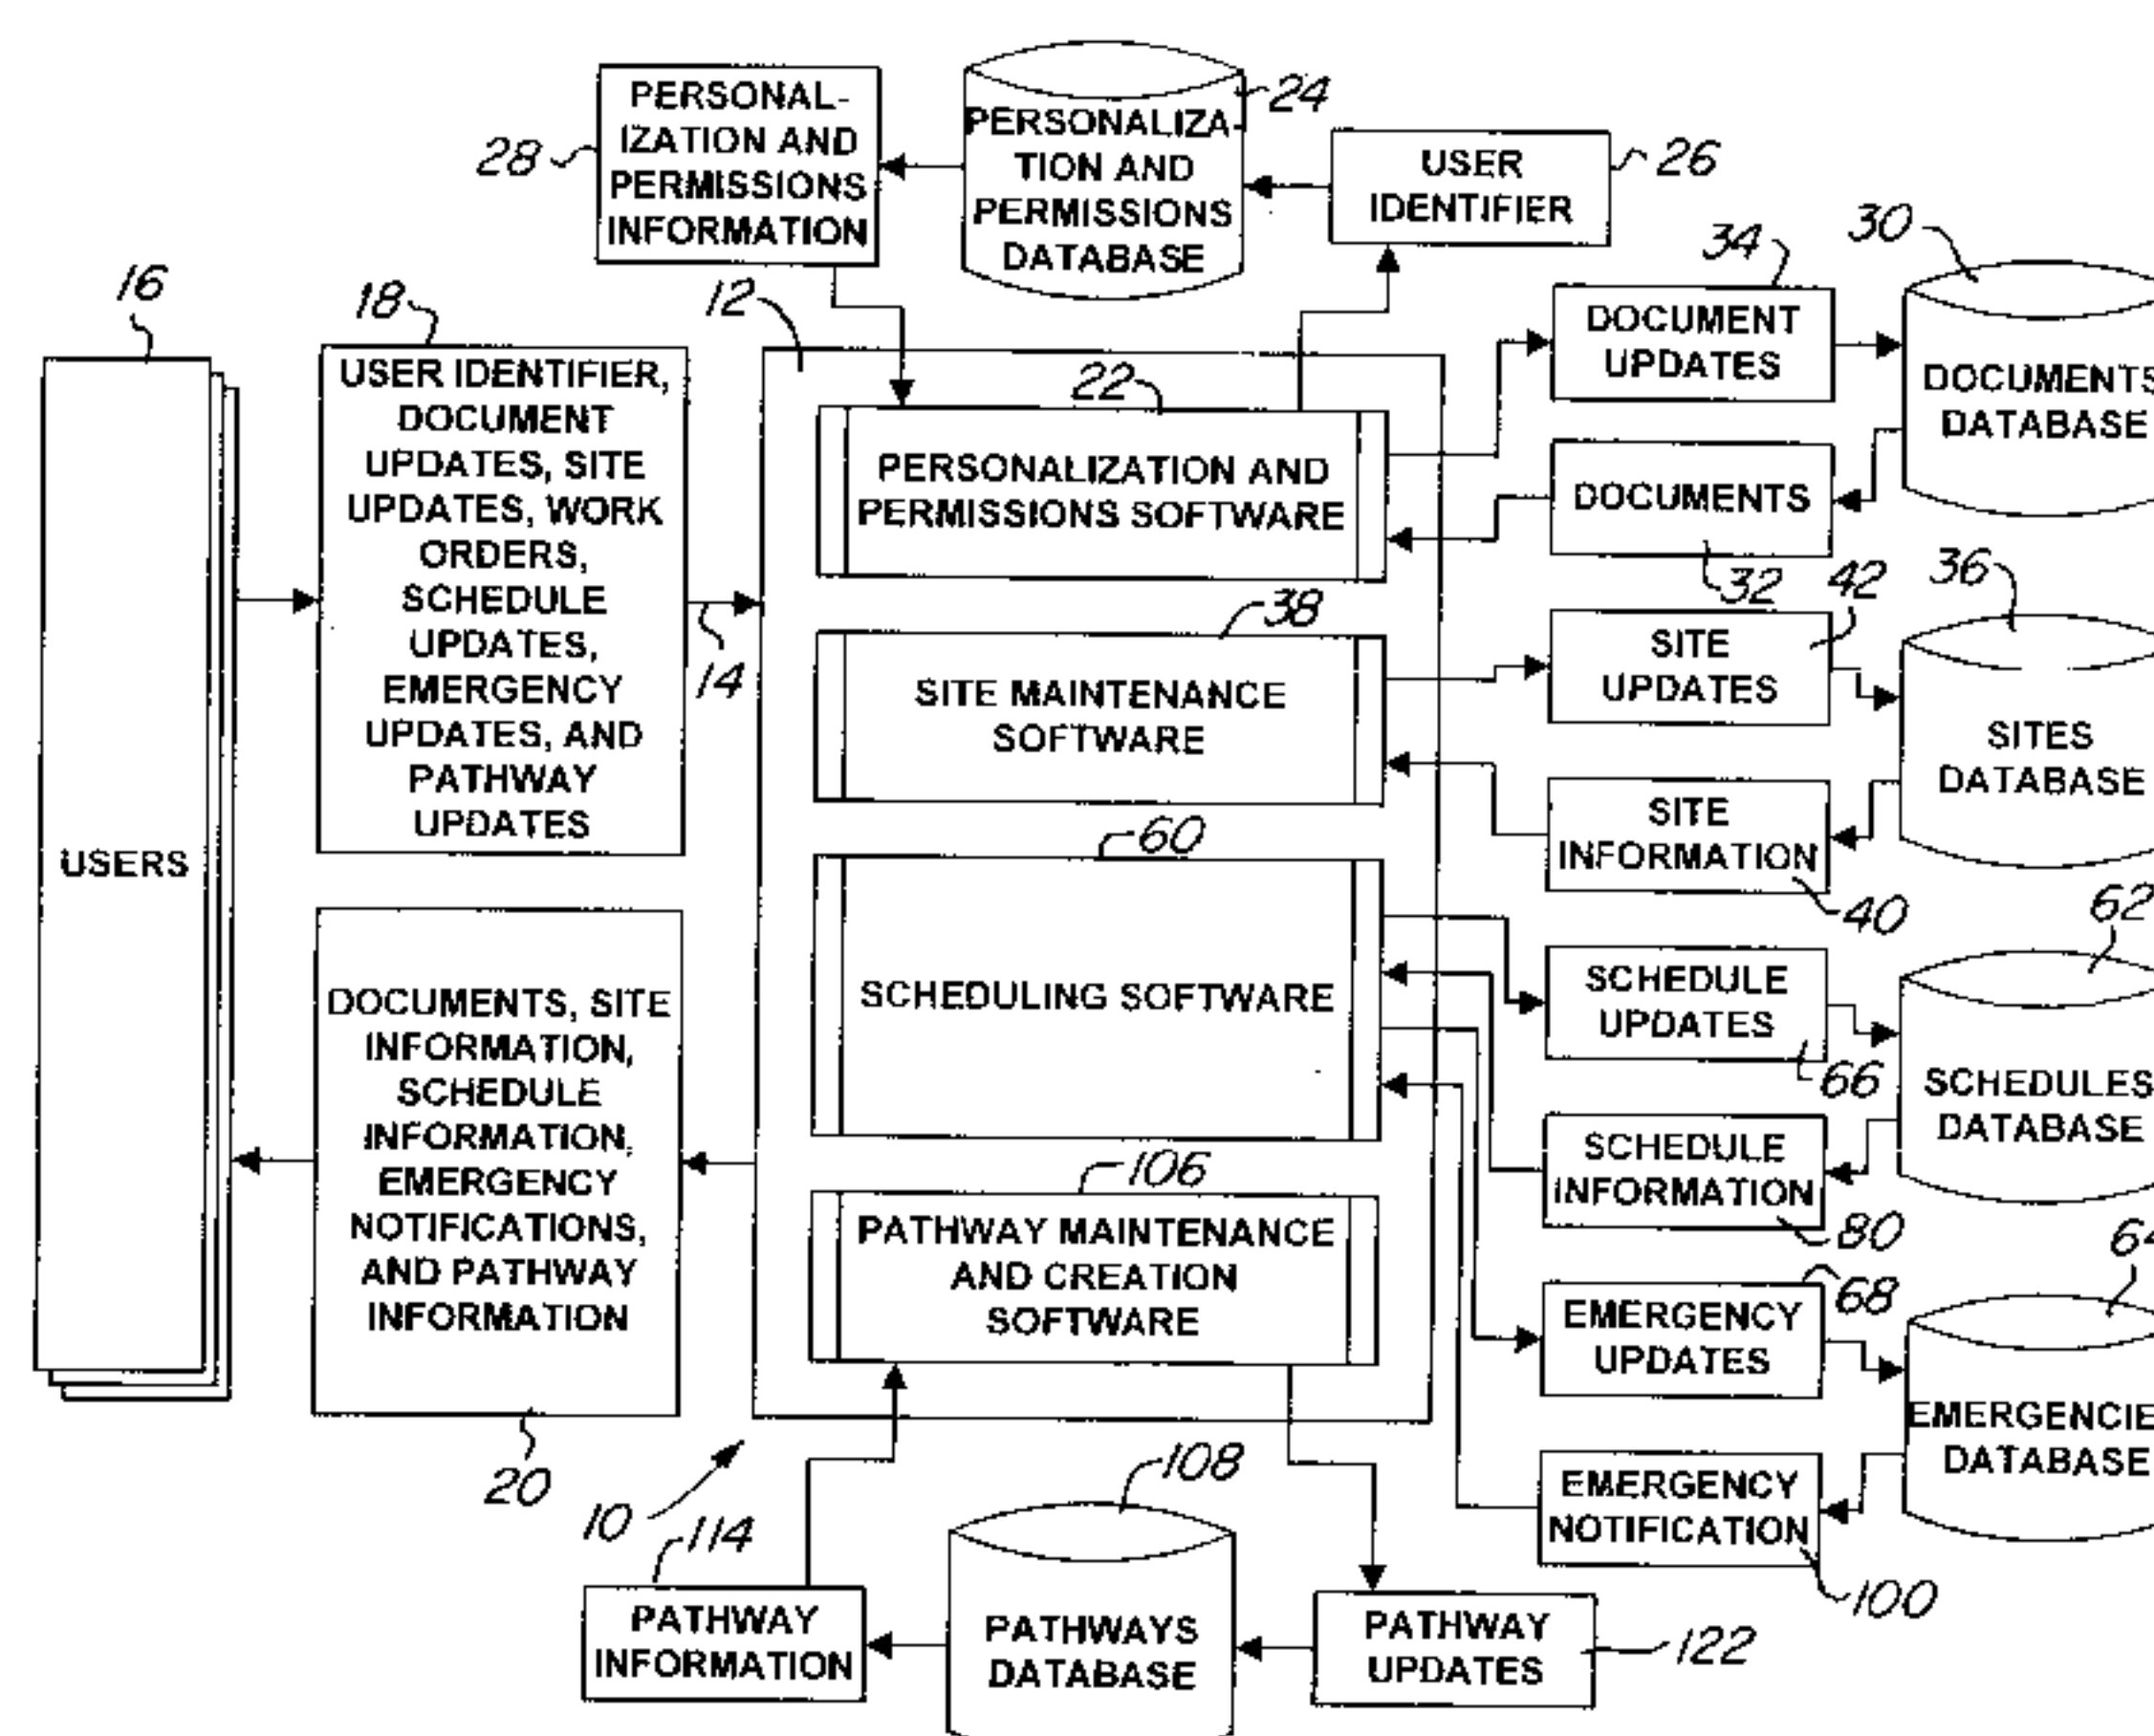 PERSONAL-
IZATION AND
PERMISSIONS
INFORMATION
28
PERSONALIZA-
TION AND
PERMISSIONS
DATABASE
24
USER
IDENTIFIER
26
16
USERS
18
USER IDENTIFIER,
DOCUMENT
UPDATES, SITE
UPDATES, WORK
ORDERS,
SCHEDULE
UPDATES,
EMERGENCY
UPDATES, AND
PATHWAY
UPDATES
14
DOCUMENTS, SITE
INFORMATION,
SCHEDULE
INFORMATION,
EMERGENCY
NOTIFICATIONS,
AND PATHWAY
INFORMATION
20
12
22
PERSONALIZATION AND
PERMISSIONS SOFTWARE
38
SITE MAINTENANCE
SOFTWARE
60
SCHEDULING SOFTWARE
106
PATHWAY MAINTENANCE
AND CREATION
SOFTWARE
10
34
DOCUMENT
UPDATES
30
DOCUMENTS
DATABASE
DOCUMENTS
32
42
SITE
UPDATES
36
SITES
DATABASE
SITE
INFORMATION
40
SCHEDULE
UPDATES
66
62
SCHEDULES
DATABASE
SCHEDULE
INFORMATION
80
EMERGENCY
UPDATES
68
64
EMERGENCIE
DATABASE
EMERGENCY
NOTIFICATION
100
114
PATHWAY
INFORMATION
108
PATHWAYS
DATABASE
PATHWAY
UPDATES
122